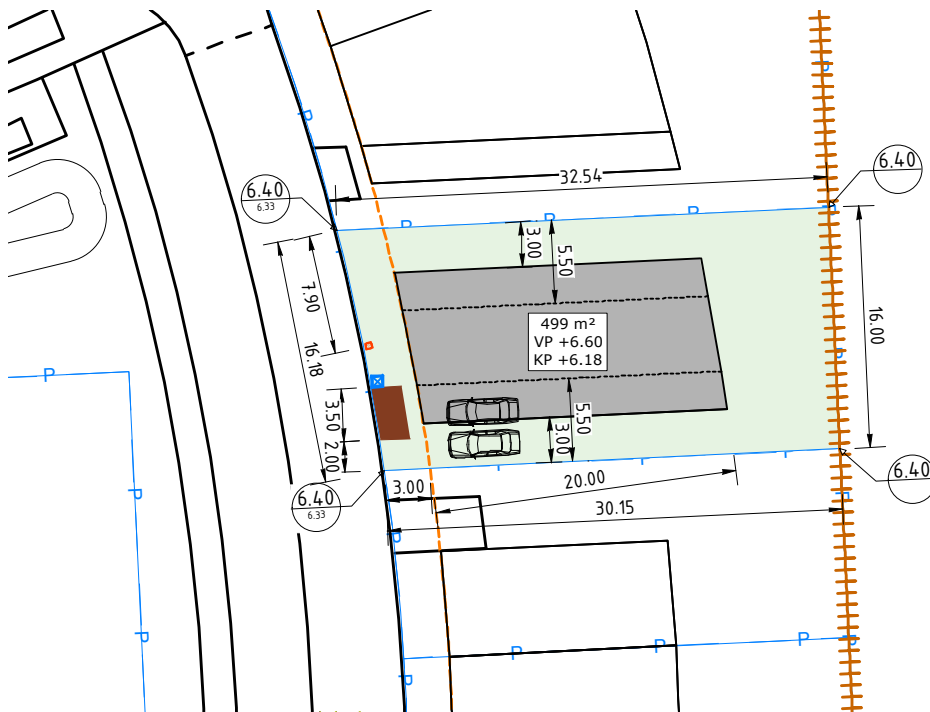 P
P
32.54
6.40
6.40
6.33
P
P
P
3.00
5.50
7.90
16.18
499 m²
VP +6.60
KP +6.18
16.00
P
P
3.50
2.00
5.50
3.00
6.40
6.33
3.00
20.00
6.40
30.15
P
P
P
P
P
P
P
P